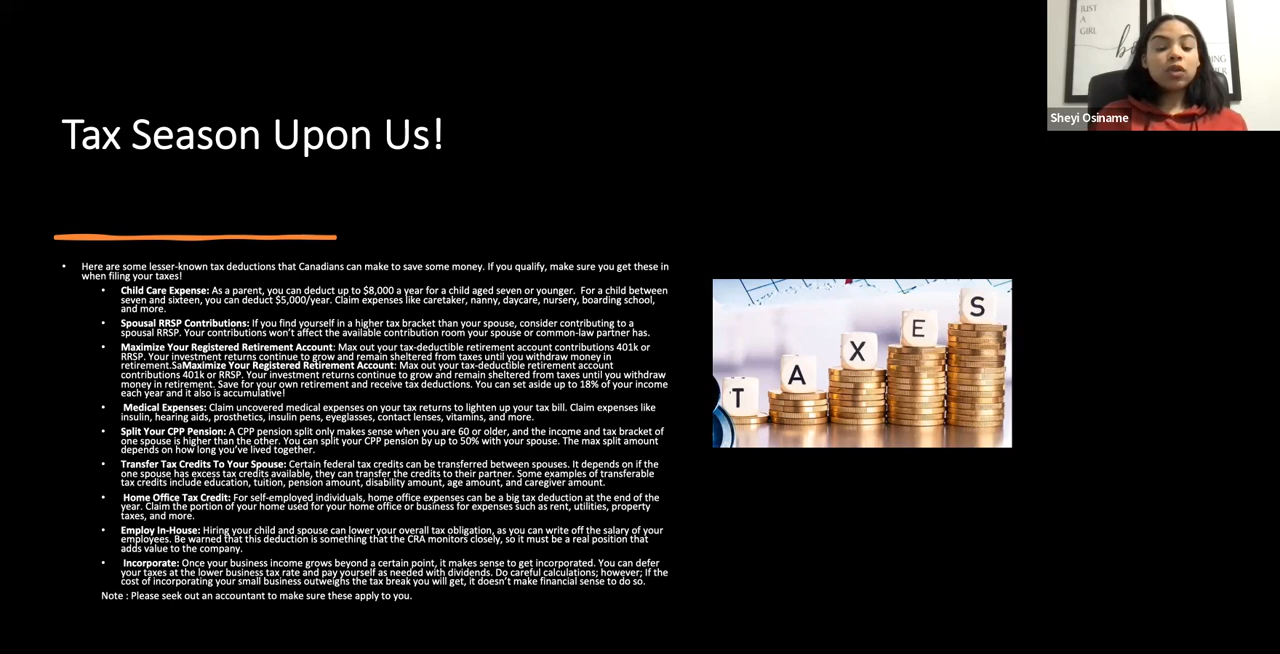 JUST
A
GIRL
Sheyi Osiname
Tax Season Upon Us!
• Here are some lesser-known tax deductions that Canadians can make to save some money. If you qualify, make sure you get these in
when filing your taxes!
• Child Care Expense: As a parent, you can deduct up to $8,000 a year for a child aged seven or younger.  For a child between
seven and sixteen, you can deduct $5,000/year. Claim expenses like caretaker, nanny, daycare, nursery, boarding school,
and more.
• Spousal RRSP Contributions: If you find yourself in a higher tax bracket than your spouse, consider contributing to a
spousal RRSP. Your contributions won't affect the available contribution room your spouse or common-law partner has.
• Maximize Your Registered Retirement Account: Max out your tax-deductible retirement account contributions 401k or
RRSP. Your investment returns continue to grow and remain sheltered from taxes until you withdraw money in
retirement.SaMaximize Your Registered Retirement Account: Max out your tax-deductible retirement account
contributions 401k or RRSP. Your investment returns continue to grow and remain sheltered from taxes until you withdraw
money in retirement. Save for your own retirement and receive tax deductions. You can set aside up to 18% of your income
each year and it also is accumulative!
• Medical Expenses: Claim uncovered medical expenses on your tax returns to lighten up your tax bill. Claim expenses like
insulin, hearing aids, prosthetics, insulin pens, eyeglasses, contact lenses, vitamins, and more.
• Split Your CPP Pension: A CPP pension split only makes sense when you are 60 or older, and the income and tax bracket of
one spouse is higher than the other. You can split your CPP pension by up to 50% with your spouse. The max split amount
depends on how long you've lived together.
• Transfer Tax Credits To Your Spouse: Certain federal tax credits can be transferred between spouses. It depends on if the
one spouse has excess tax credits available, they can transfer the credits to their partner. Some examples of transferable
tax credits include education, tuition, pension amount, disability amount, age amount, and caregiver amount.
• Home Office Tax Credit: For self-employed individuals, home office expenses can be a big tax deduction at the end of the
year. Claim the portion of your home used for your home office or business for expenses such as rent, utilities, property
taxes, and more.
• Employ In-House: Hiring your child and spouse can lower your overall tax obligation, as you can write off the salary of your
employees. Be warned that this deduction is something that the CRA monitors closely, so it must be a real position that
adds value to the company.
• Incorporate: Once your business income grows beyond a certain point, it makes sense to get incorporated. You can defer
your taxes at the lower business tax rate and pay yourself as needed with dividends. Do careful calculations; however; If the
cost of incorporating your small business outweighs the tax break you will get, it doesn't make financial sense to do so.
Note : Please seek out an accountant to make sure these apply to you.
T A X E S